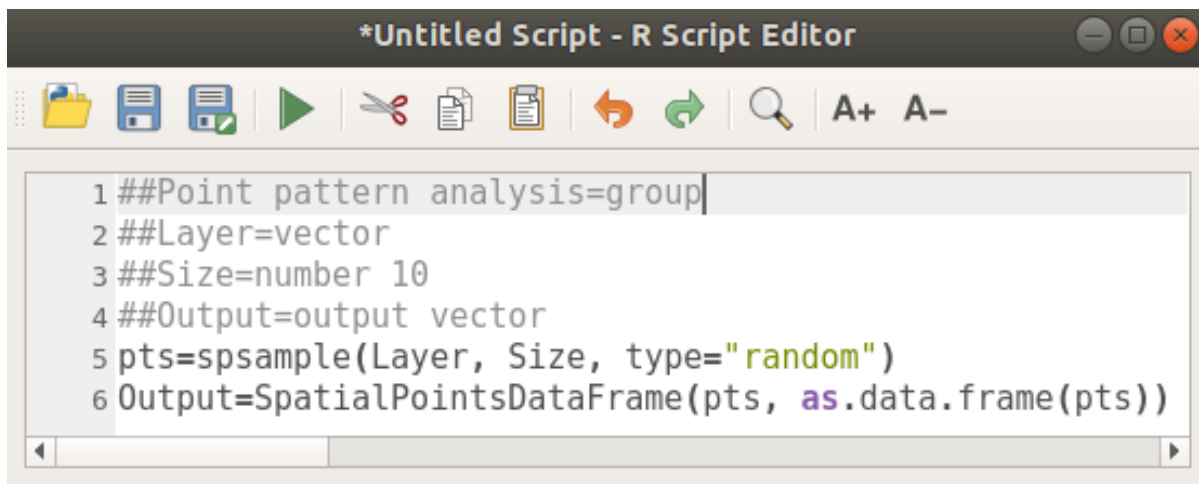 *Untitled Script - R Script Editor
A+ A-
1 ##Point pattern analysis=group
2 ##Layer=vector
3 ##Size=number 10
4 ##Output=output vector
5 pts=spsample(Layer, Size, type="random")
6 Output=SpatialPointsDataFrame(pts, as.data.frame(pts))